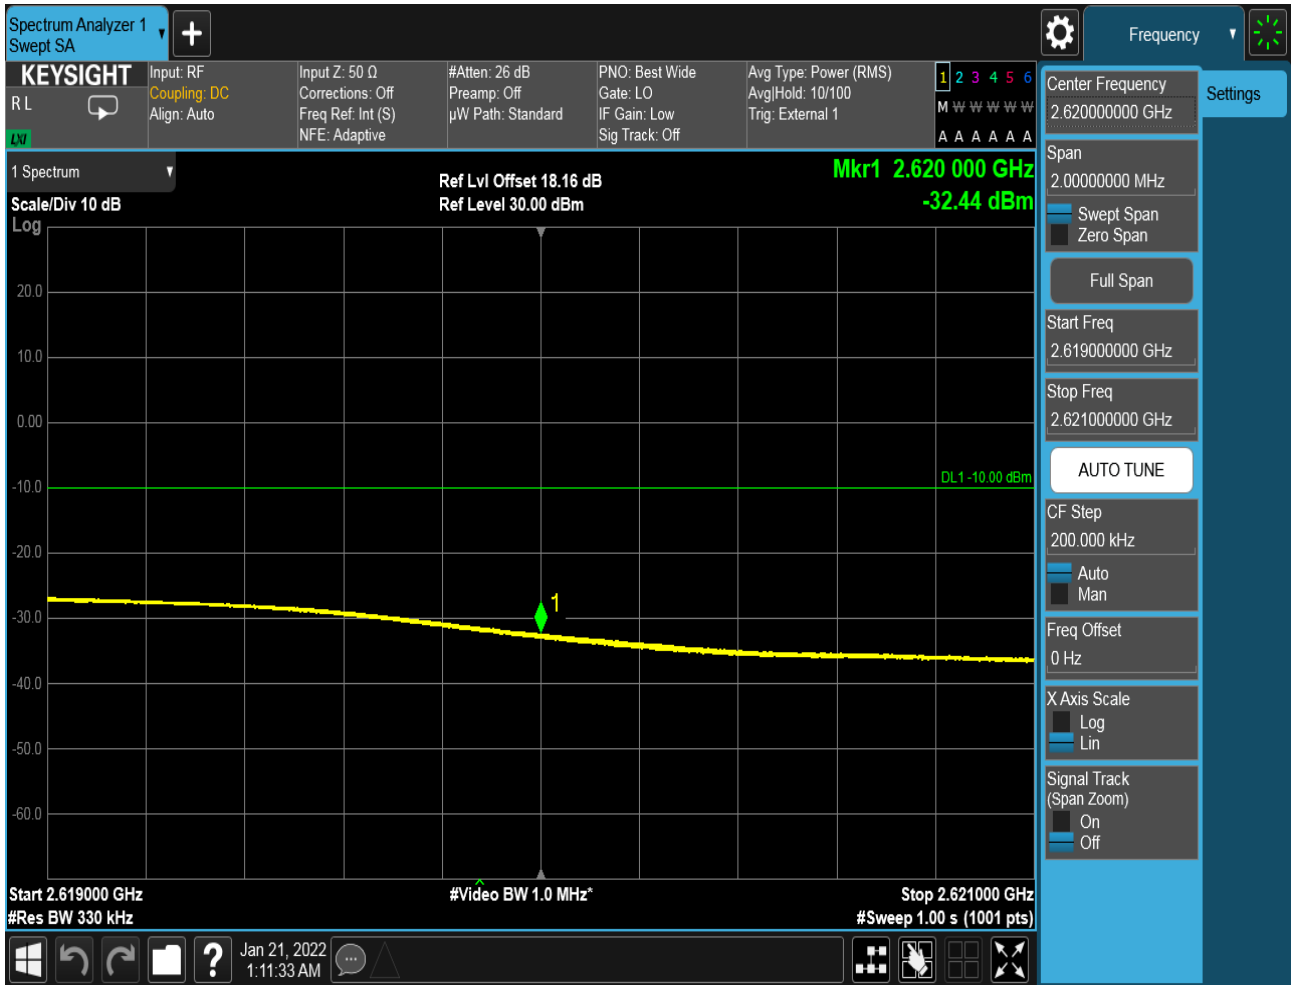 Spectrum Analyzer 1
Swept SA
Frequency
KEYSIGHT
R L
LXI
Input: RF
Coupling: DC
Align: Auto
Input Z: 50 Ω
Corrections: Off
Freq Ref: Int (S)
NFE: Adaptive
#Atten: 26 dB
Preamp: Off
µW Path: Standard
PNO: Best Wide
Gate: LO
IF Gain: Low
Sig Track: Off
Avg Type: Power (RMS)
Avg|Hold: 10/100
Trig: External 1
1 2 3 4 5 6
M W W W W W
A A A A A A
1 Spectrum
Scale/Div 10 dB
Log
Ref Lvl Offset 18.16 dB
Ref Level 30.00 dBm
Mkr1 2.620 000 GHz
-32.44 dBm
20.0
10.0
0.00
-10.0
-20.0
-30.0
-40.0
-50.0
-60.0
DL1 -10.00 dBm
1
Start 2.619000 GHz
#Res BW 330 kHz
#Video BW 1.0 MHz*
Stop 2.621000 GHz
#Sweep 1.00 s (1001 pts)
Jan 21, 2022
1:11:33 AM
Center Frequency
2.620000000 GHz
Settings
Span
2.00000000 MHz
Swept Span
Zero Span
Full Span
Start Freq
2.619000000 GHz
Stop Freq
2.621000000 GHz
AUTO TUNE
CF Step
200.000 kHz
Auto
Man
Freq Offset
0 Hz
X Axis Scale
Log
Lin
Signal Track
(Span Zoom)
On
Off